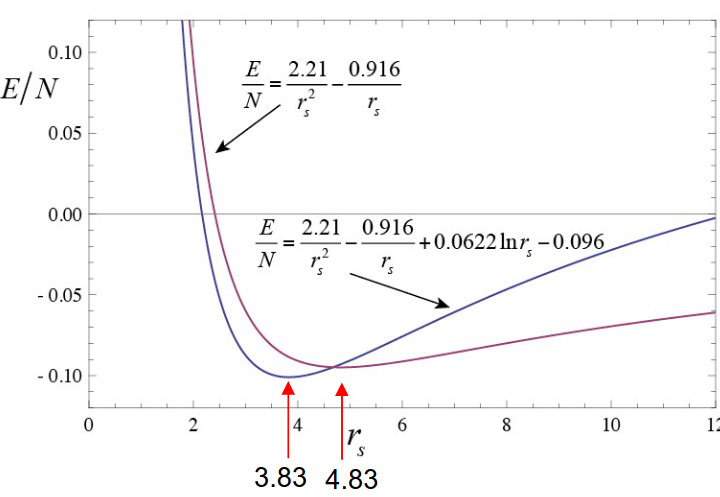 0.10
E/N
E/N = 2.21/r_s^2 − 0.916/r_s
0.05
0.00
E/N = 2.21/r_s^2 − 0.916/r_s + 0.0622 ln r_s − 0.096
- 0.05
- 0.10
0 2 4 6 8 10 12
r_s
3.83 4.83